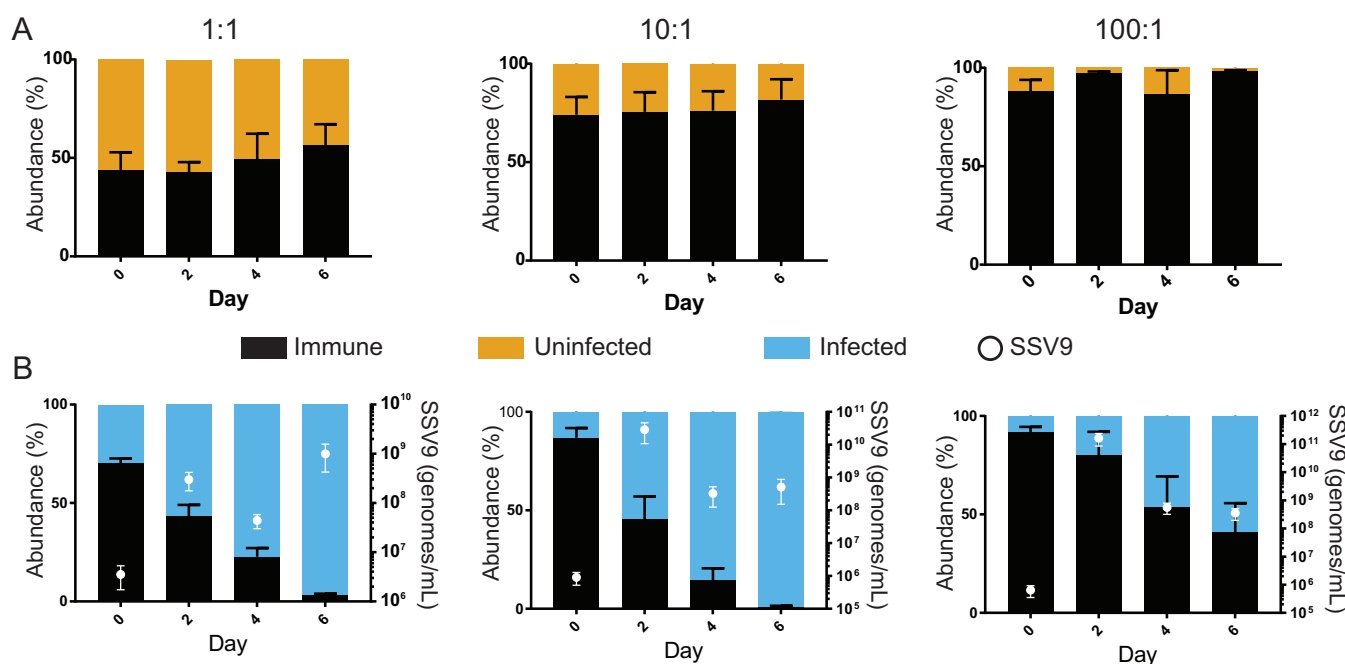 A
1:1
10:1
100:1
Abundance (%)
100
50
0
0 2 4 6
Day
Abundance (%)
100
50
0
0 2 4 6
Day
Abundance (%)
100
50
0
0 2 4 6
Day
Immune Uninfected Infected SSV9
B
Abundance (%)
100
50
0
0 2 4 6
Day
10¹⁰
10⁹
10⁸
10⁷
10⁶
SSV9 (genomes/mL)
Abundance (%)
100
50
0
0 2 4 6
Day
10¹¹
10¹⁰
10⁹
10⁸
10⁷
10⁶
10⁵
SSV9 (genomes/mL)
Abundance (%)
100
50
0
0 2 4 6
Day
10¹²
10¹¹
10¹⁰
10⁹
10⁸
10⁷
10⁶
10⁵
SSV9 (genomes/mL)